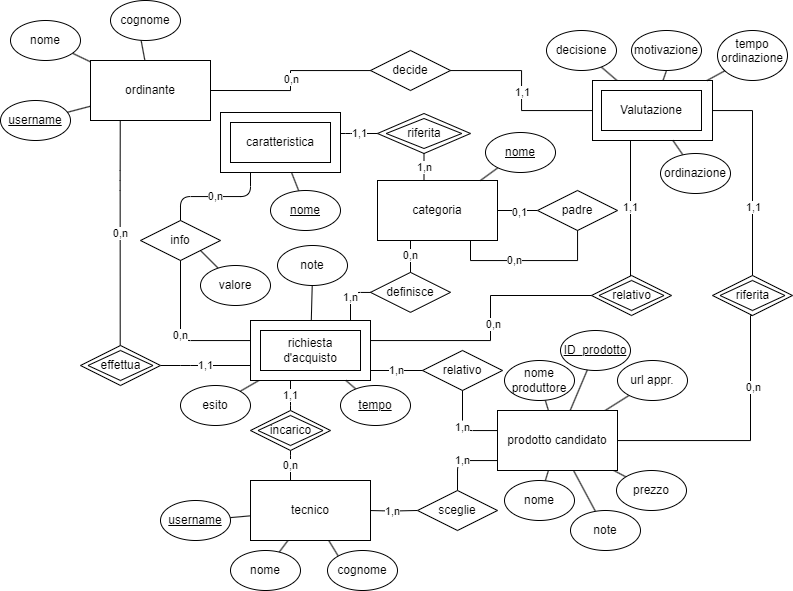 cognome
nome
ordinante
username
0,n
decide
1,1
decisione
motivazione
tempo
ordinazione
Valutazione
ordinazione
caratteristica
1,1
riferita
1,n
nome
nome
categoria
0,1
padre
0,n
0,n
info
valore
0,n
0,n
note
0,n
definisce
1,n
1,1
relativo
0,n
1,1
riferita
0,n
effettua
1,1
richiesta
d'acquisto
esito
tempo
1,n
relativo
1,n
nome
produttore
ID_prodotto
url appr.
prodotto candidato
prezzo
nome
note
1,1
incarico
0,n
tecnico
username
nome
cognome
1,n
sceglie
1,n